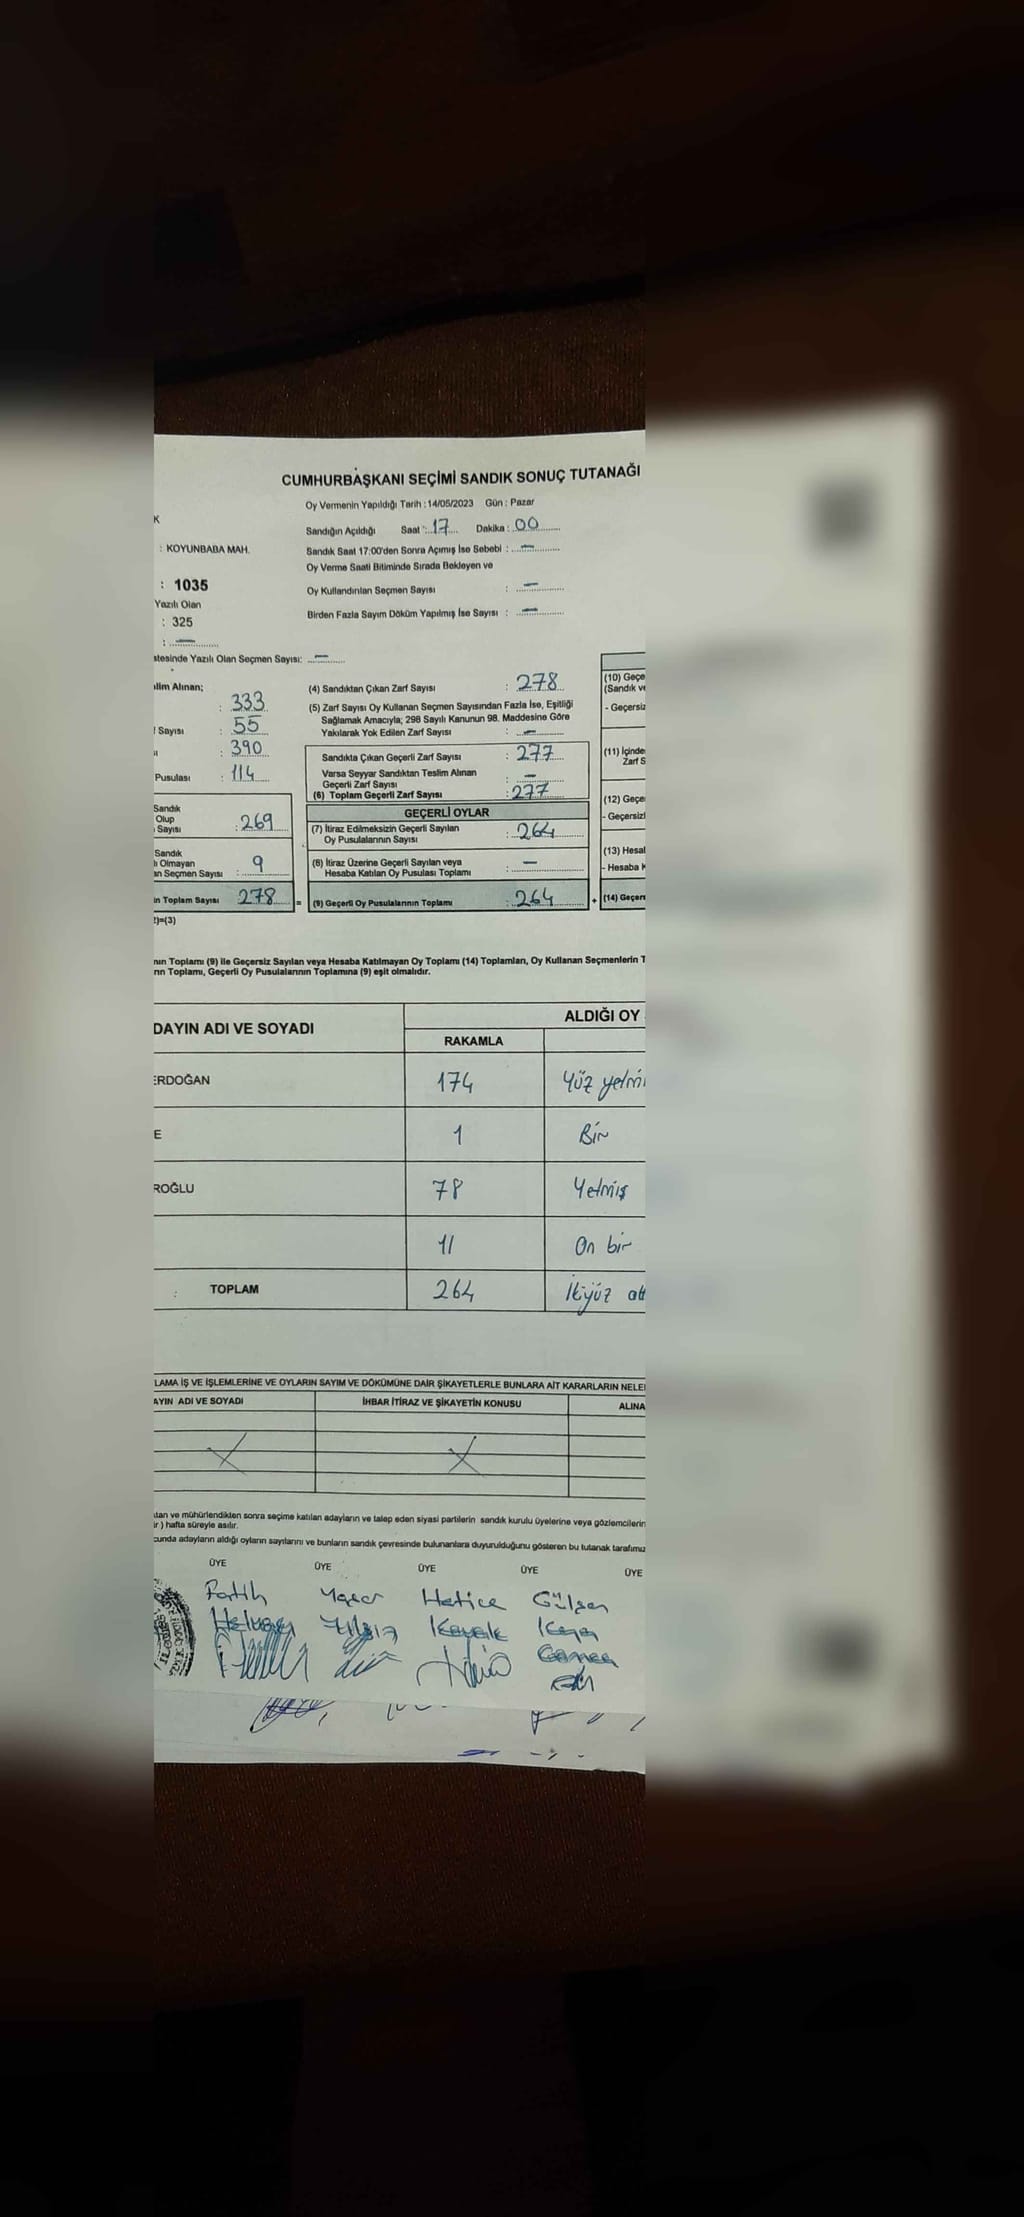 CUMHURBAŞKANI SEÇİMİ SANDIK SONUÇ TUTANAĞI
Oy Vermenin Yapıldığı Tarih : 14/05/2023 Gün : Pazar
K
Sandığın Açıldığı Saat : 17 Dakika : 00
: KOYUNBABA MAH.
Sandık Saat 17:00'den Sonra Açımış İse Sebebi : —
Oy Verme Saati Bitiminde Sırada Bekleyen ve
: 1035
Oy Kullandırılan Seçmen Sayısı : —
Yazılı Olan
Birden Fazla Sayım Döküm Yapılmış İse Sayısı : —
: 325
: —
stesinde Yazılı Olan Seçmen Sayısı: —
slim Alınan;
: 333
f Sayısı : 55
sı : 390
Pusulası : 114
Sandık
Olup
Sayısı : 269
Sandık
lı Olmayan
an Seçmen Sayısı : 9
in Toplam Sayısı 278 =
2)=(3)
(4) Sandıktan Çıkan Zarf Sayısı : 278
(5) Zarf Sayısı Oy Kullanan Seçmen Sayısından Fazla İse, Eşitliği
Sağlamak Amacıyla; 298 Sayılı Kanunun 98. Maddesine Göre
Yakılarak Yok Edilen Zarf Sayısı : —
Sandıkta Çıkan Geçerli Zarf Sayısı : 277
Varsa Seyyar Sandıktan Teslim Alınan
Geçerli Zarf Sayısı : —
(6) Toplam Geçerli Zarf Sayısı : 277
GEÇERLİ OYLAR
(7) İtiraz Edilmeksizin Geçerli Sayılan
Oy Pusulalarının Sayısı : 264
(8) İtiraz Üzerine Geçerli Sayılan veya
Hesaba Katılan Oy Pusulası Toplamı : —
(9) Geçerli Oy Pusulalarının Toplamı : 264 +
(10) Geçe
(Sandık ve
- Geçersiz
(11) İçinde
Zarf S
(12) Geçe
- Geçersizl
(13) Hesal
- Hesaba K
(14) Geçers
nın Toplamı (9) ile Geçersiz Sayılan veya Hesaba Katılmayan Oy Toplamı (14) Toplamları, Oy Kullanan Seçmenlerin T
rın Toplamı, Geçerli Oy Pusulalarının Toplamına (9) eşit olmalıdır.
DAYIN ADI VE SOYADI
ALDIĞI OY
RAKAMLA
ERDOĞAN 174 Yüz yetmi
E 1 Bir
ROĞLU 78 Yetmiş
11 On bir
: TOPLAM 264 İkiyüz alt
LAMA İŞ VE İŞLEMLERİNE VE OYLARIN SAYIM VE DÖKÜMÜNE DAİR ŞİKAYETLERLE BUNLARA AİT KARARLARIN NELE
AYIN ADI VE SOYADI İHBAR İTİRAZ VE ŞİKAYETİN KONUSU ALINA
tan ve mühürlendikten sonra seçime katılan adayların ve talep eden siyasi partilerin sandık kurulu üyelerine veya gözlemcilerin
ir ) hafta süreyle asılır.
cunda adayların aldığı oyların sayılarını ve bunların sandık çevresinde bulunanlara duyurulduğunu gösteren bu tutanak tarafımız
ÜYE ÜYE ÜYE ÜYE ÜYE
Fatih Yaşar Hatice Gülşen
Kaya